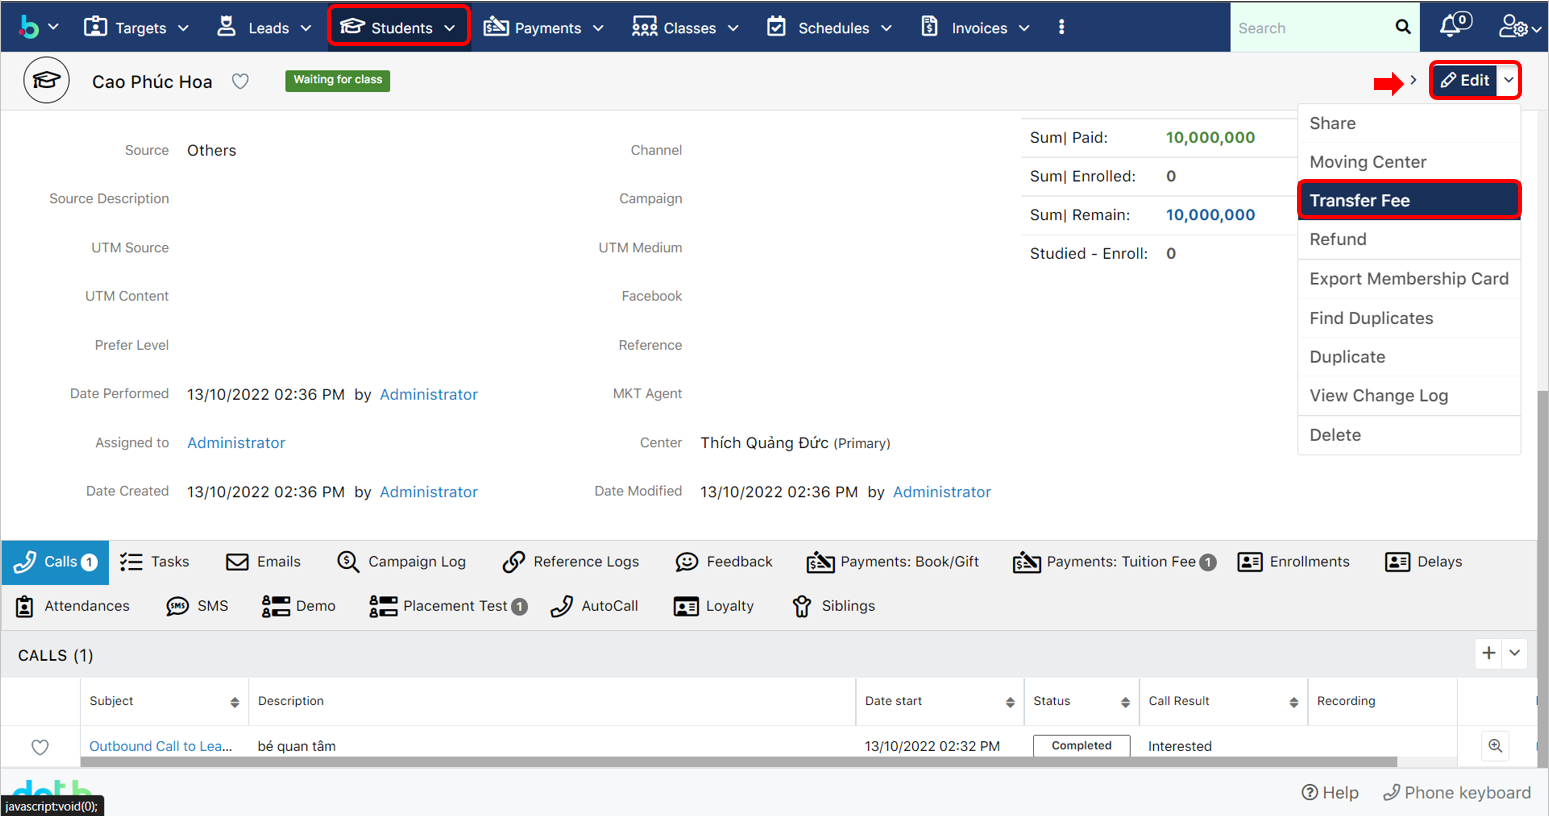 Targets Leads Students Payments Classes Schedules Invoices Search 0
Cao Phúc Hoa Waiting for class Edit
Share
Moving Center
Transfer Fee
Refund
Export Membership Card
Find Duplicates
Duplicate
View Change Log
Delete
Sum| Paid: 10,000,000
Sum| Enrolled: 0
Sum| Remain: 10,000,000
Studied - Enroll: 0
Source Others Channel
Source Description Campaign
UTM Source UTM Medium
UTM Content Facebook
Prefer Level Reference
Date Performed 13/10/2022 02:36 PM by Administrator MKT Agent
Assigned to Administrator Center Thích Quảng Đức (Primary)
Date Created 13/10/2022 02:36 PM by Administrator Date Modified 13/10/2022 02:36 PM by Administrator
Calls 1 Tasks Emails Campaign Log Reference Logs Feedback Payments: Book/Gift Payments: Tuition Fee 1 Enrollments Delays
Attendances SMS SMS Demo Placement Test 1 AutoCall Loyalty Siblings
CALLS (1)
Subject Description Date start Status Call Result Recording
Outbound Call to Lea... bé quan tâm 13/10/2022 02:32 PM Completed Interested
javascript:void(0);
Help Phone keyboard